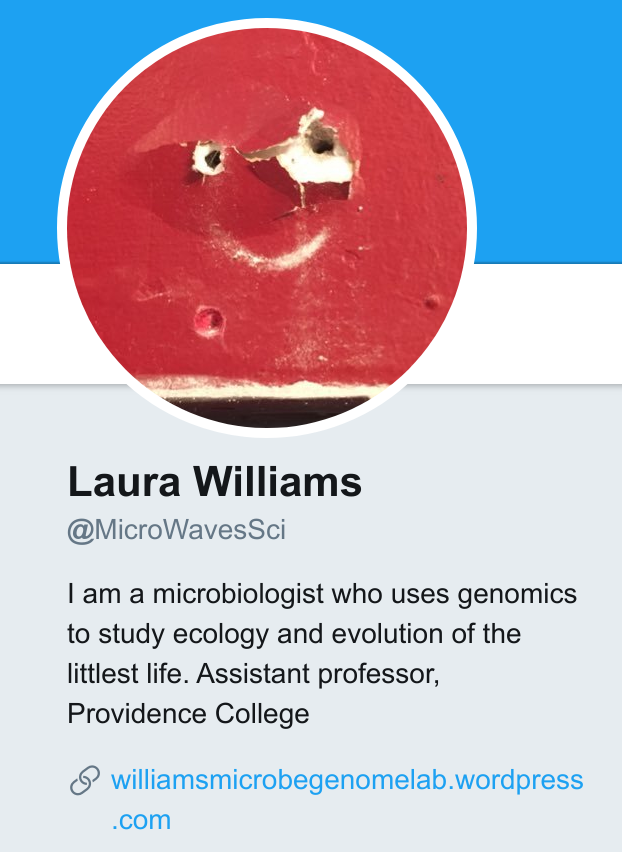 Laura Williams
@MicroWavesSci
I am a microbiologist who uses genomics
to study ecology and evolution of the
littlest life. Assistant professor,
Providence College
williamsmicrobegenomelab.wordpress
.com